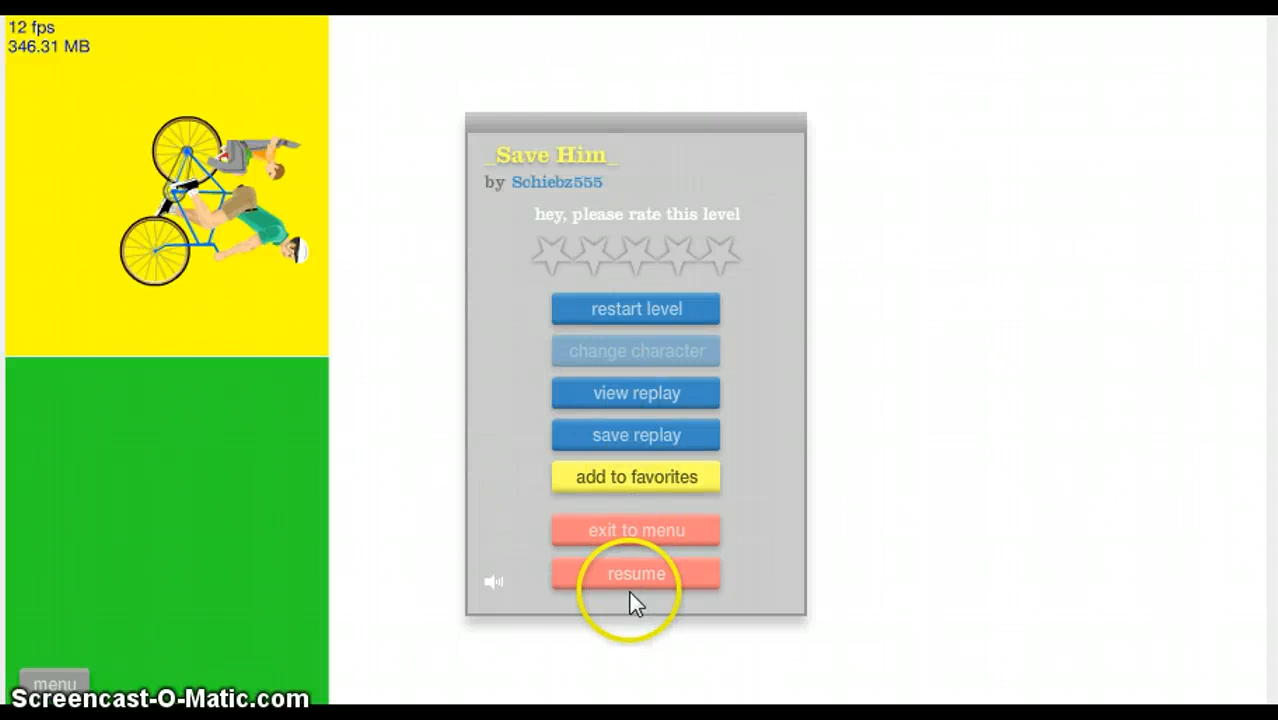 12 fps
346.31 MB
_Save Him_
by Schiebz555
hey, please rate this level
restart level
change character
view replay
save replay
add to favorites
exit to menu
resume
menu
Screencast-O-Matic.com